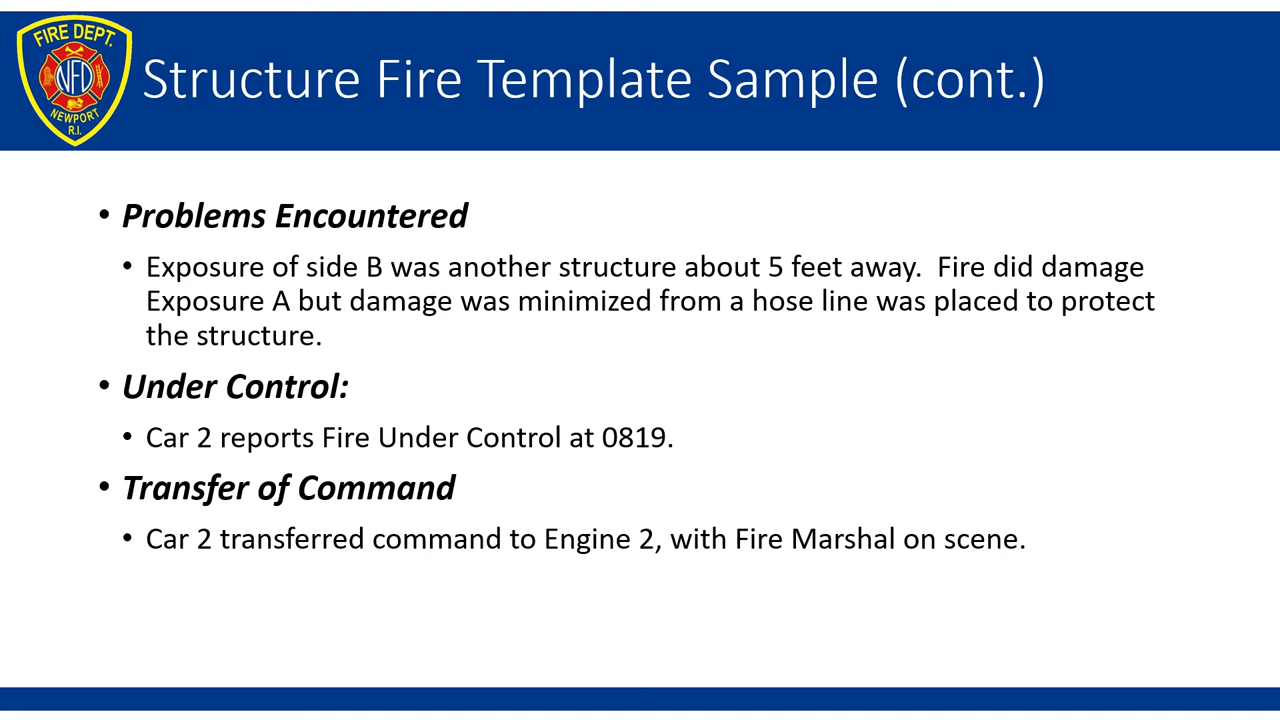 FIRE DEPT.
NFD
NEWPORT
R.I.
Structure Fire Template Sample (cont.)
• Problems Encountered
• Exposure of side B was another structure about 5 feet away.  Fire did damage
Exposure A but damage was minimized from a hose line was placed to protect
the structure.
• Under Control:
• Car 2 reports Fire Under Control at 0819.
• Transfer of Command
• Car 2 transferred command to Engine 2, with Fire Marshal on scene.